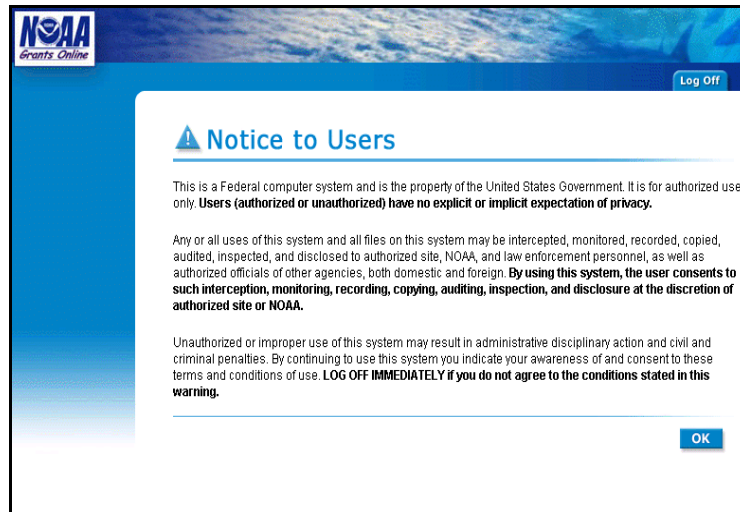 NOAA
Grants Online
Log Off
Notice to Users
This is a Federal computer system and is the property of the United States Government. It is for authorized use
only. Users (authorized or unauthorized) have no explicit or implicit expectation of privacy.
Any or all uses of this system and all files on this system may be intercepted, monitored, recorded, copied,
audited, inspected, and disclosed to authorized site, NOAA, and law enforcement personnel, as well as
authorized officials of other agencies, both domestic and foreign. By using this system, the user consents to
such interception, monitoring, recording, copying, auditing, inspection, and disclosure at the discretion of
authorized site or NOAA.
Unauthorized or improper use of this system may result in administrative disciplinary action and civil and
criminal penalties. By continuing to use this system you indicate your awareness of and consent to these
terms and conditions of use. LOG OFF IMMEDIATELY if you do not agree to the conditions stated in this
warning.
OK